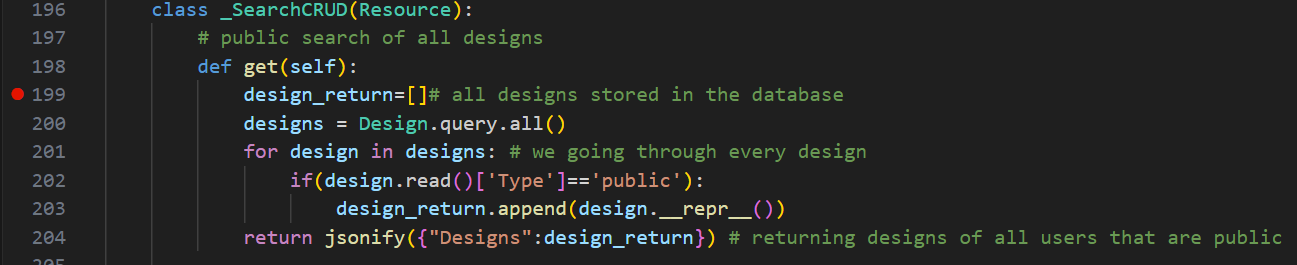 196 class _SearchCRUD(Resource):
197 # public search of all designs
198 def get(self):
199 design_return=[]# all designs stored in the database
200 designs = Design.query.all()
201 for design in designs: # we going through every design
202 if(design.read()['Type']=='public'):
203 design_return.append(design.__repr__())
204 return jsonify({"Designs":design_return}) # returning designs of all users that are public
205